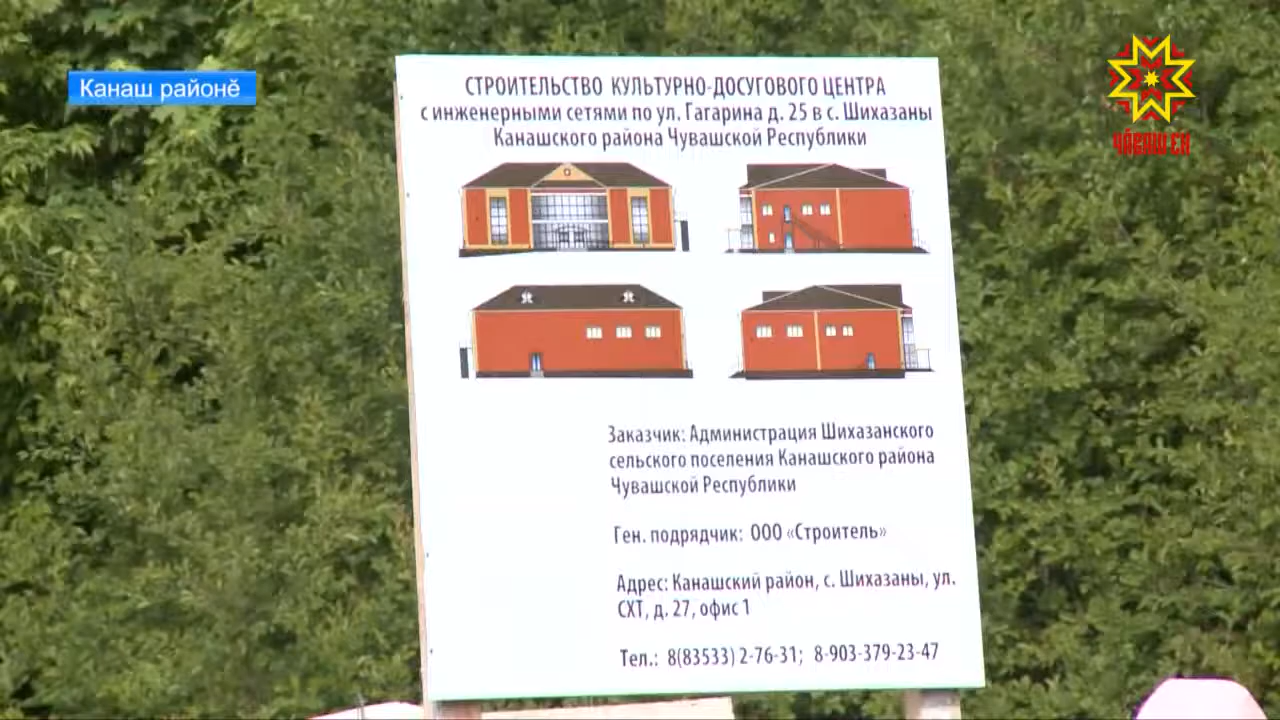 Канаш районӗ
ЧӐВАШ ЕН
СТРОИТЕЛЬСТВО КУЛЬТУРНО-ДОСУГОВОГО ЦЕНТРА
с инженерными сетями по ул. Гагарина д. 25 в с. Шихазаны
Канашского района Чувашской Республики
Заказчик: Администрация Шихазанского
сельского поселения Канашского района
Чувашской Республики
Ген. подрядчик: ООО «Строитель»
Адрес: Канашский район, с. Шихазаны, ул.
СХТ, д. 27, офис 1
Тел.: 8(83533) 2-76-31; 8-903-379-23-47